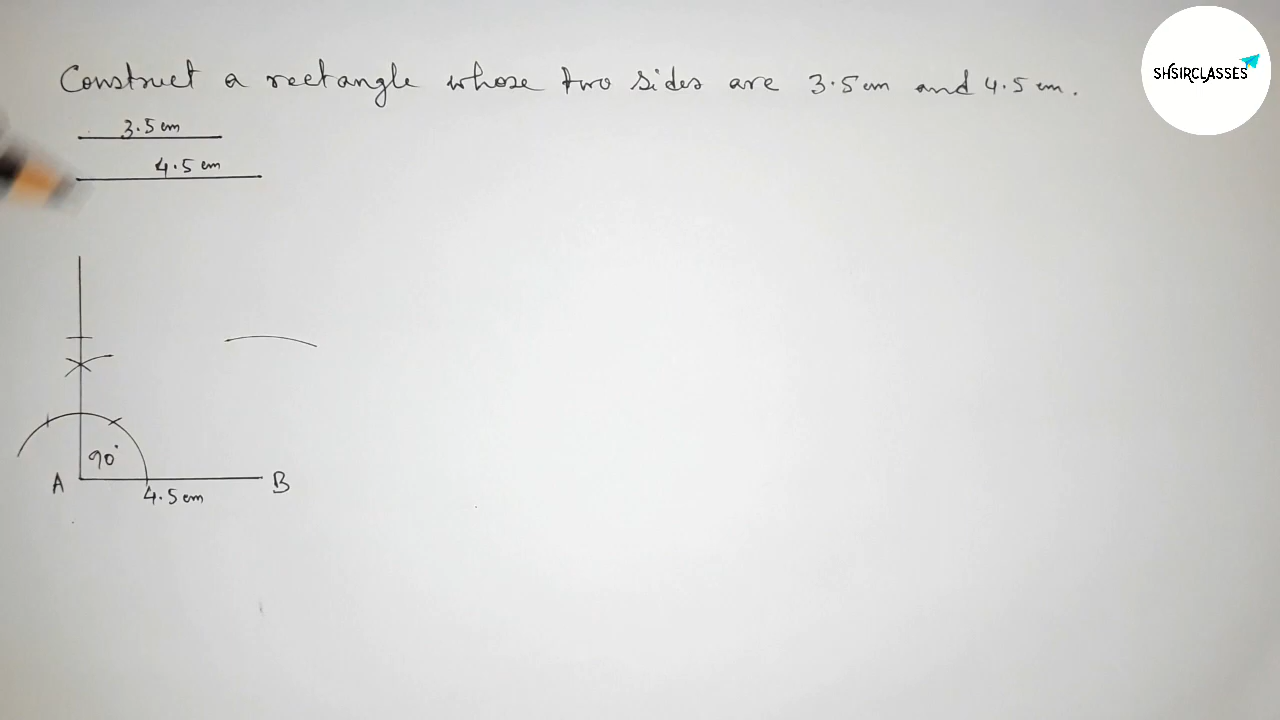 Construct a rectangle whose two sides are 3.5 cm and 4.5 cm.
SHSIRCLASSES
3.5 cm
4.5 cm
90°
A
B
4.5 cm